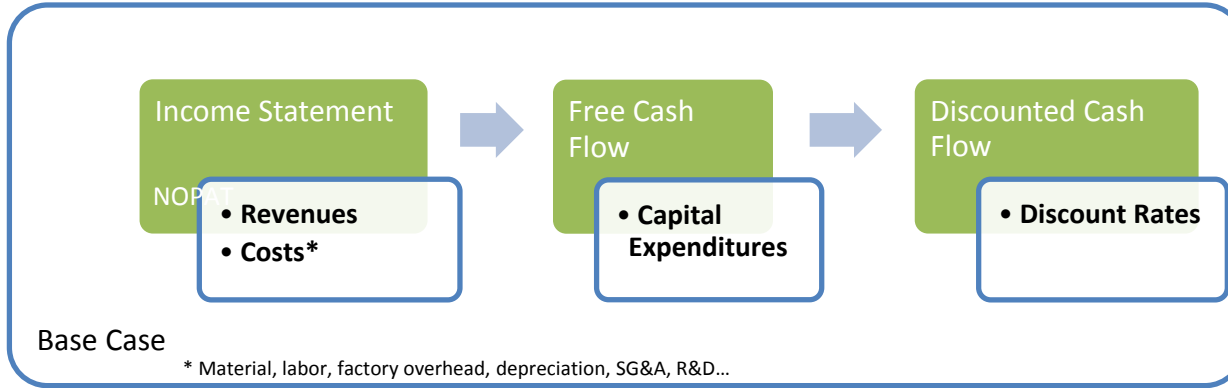 Income Statement
NOPAT
• Revenues
• Costs*
Free Cash
Flow
• Capital
Expenditures
Discounted Cash
Flow
• Discount Rates
Base Case
* Material, labor, factory overhead, depreciation, SG&A, R&D…